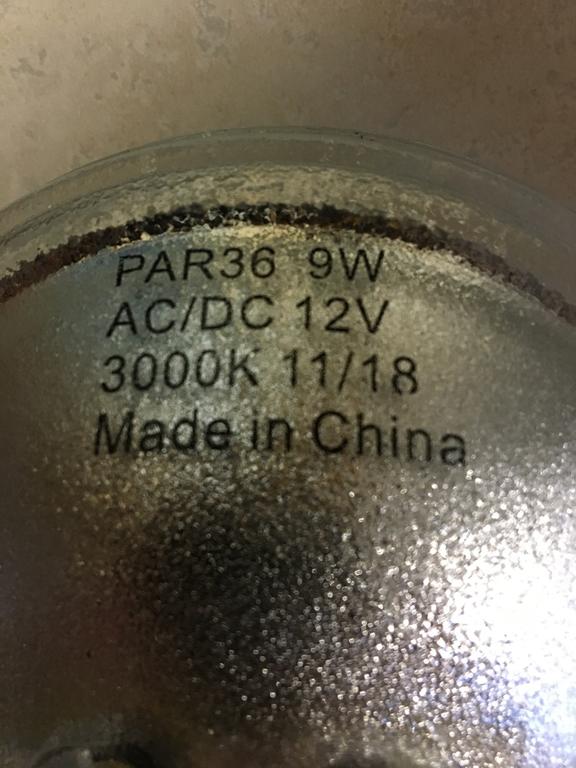 PAR36 9W
AC/DC 12V
3000K 11/18
Made in China